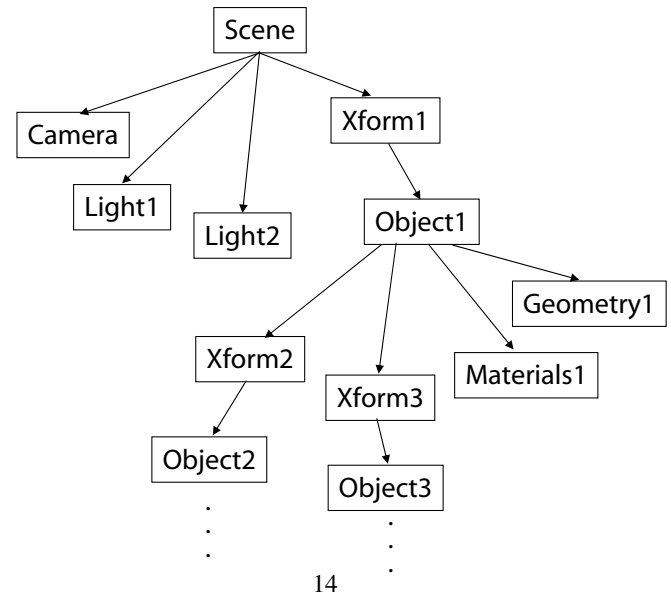 Scene
Camera
Xform1
Light1
Light2
Object1
Geometry1
Xform2
Materials1
Xform3
Object2
Object3
14